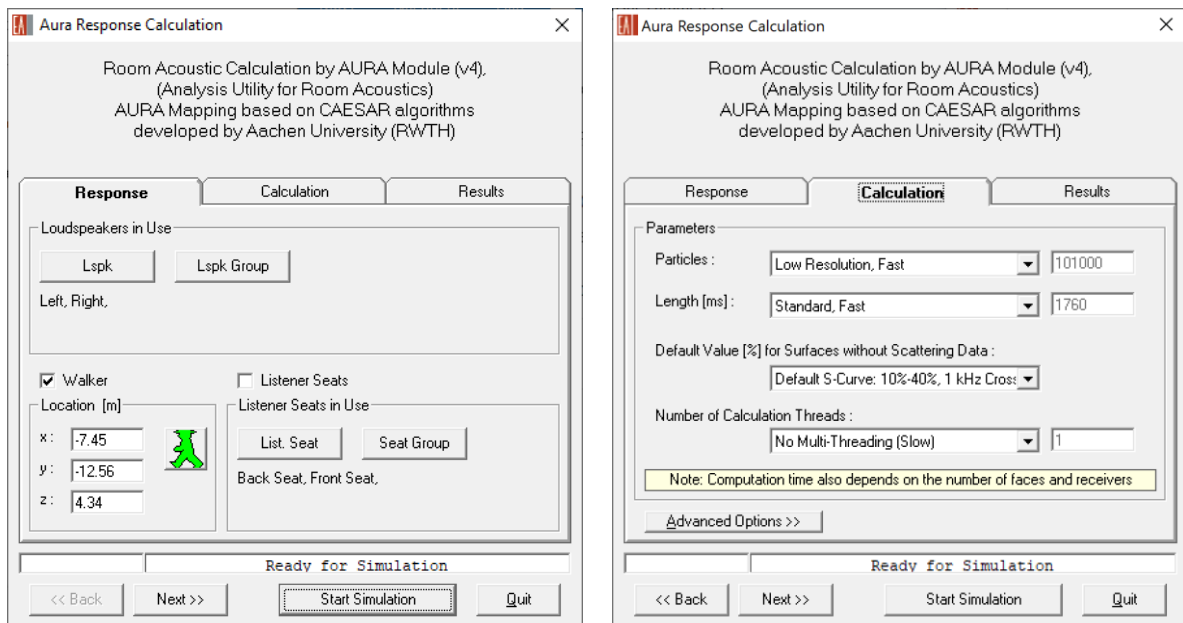 EA Aura Response Calculation
Room Acoustic Calculation by AURA Module (v4),
(Analysis Utility for Room Acoustics)
AURA Mapping based on CAESAR algorithms
developed by Aachen University (RWTH)
Response Calculation Results
Loudspeakers in Use
Lspk Lspk Group
Left, Right,
Walker Listener Seats
Location [m] Listener Seats in Use
x: -7.45
List. Seat Seat Group
y: -12.56
Back Seat, Front Seat,
z: 4.34
Ready for Simulation
<< Back Next >> Start Simulation Quit
EA Aura Response Calculation
Room Acoustic Calculation by AURA Module (v4),
(Analysis Utility for Room Acoustics)
AURA Mapping based on CAESAR algorithms
developed by Aachen University (RWTH)
Response Calculation Results
Parameters
Particles : Low Resolution, Fast 101000
Length [ms] : Standard, Fast 1760
Default Value [%] for Surfaces without Scattering Data :
Default S-Curve: 10%-40%, 1 kHz Cross
Number of Calculation Threads :
No Multi-Threading (Slow) 1
Note: Computation time also depends on the number of faces and receivers
Advanced Options >>
Ready for Simulation
<< Back Next >> Start Simulation Quit